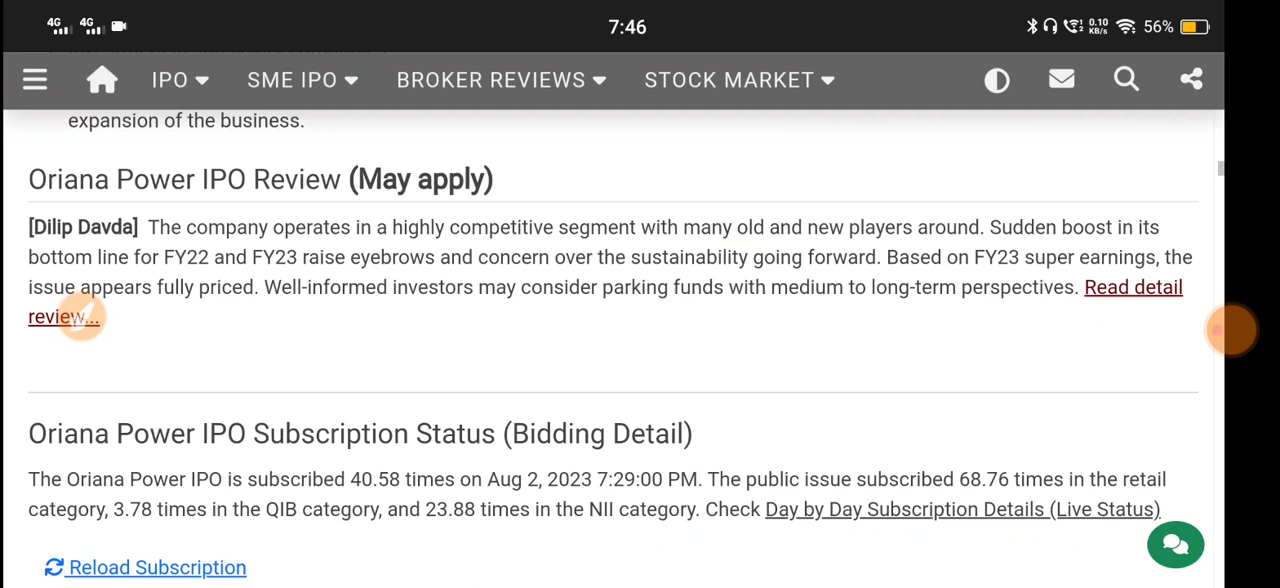 4G 4G 7:46 0.10 KB/s 56%
IPO SME IPO BROKER REVIEWS STOCK MARKET
expansion of the business.
Oriana Power IPO Review (May apply)
[Dilip Davda] The company operates in a highly competitive segment with many old and new players around. Sudden boost in its
bottom line for FY22 and FY23 raise eyebrows and concern over the sustainability going forward. Based on FY23 super earnings, the
issue appears fully priced. Well-informed investors may consider parking funds with medium to long-term perspectives. Read detail
review...
Oriana Power IPO Subscription Status (Bidding Detail)
The Oriana Power IPO is subscribed 40.58 times on Aug 2, 2023 7:29:00 PM. The public issue subscribed 68.76 times in the retail
category, 3.78 times in the QIB category, and 23.88 times in the NII category. Check Day by Day Subscription Details (Live Status)
Reload Subscription